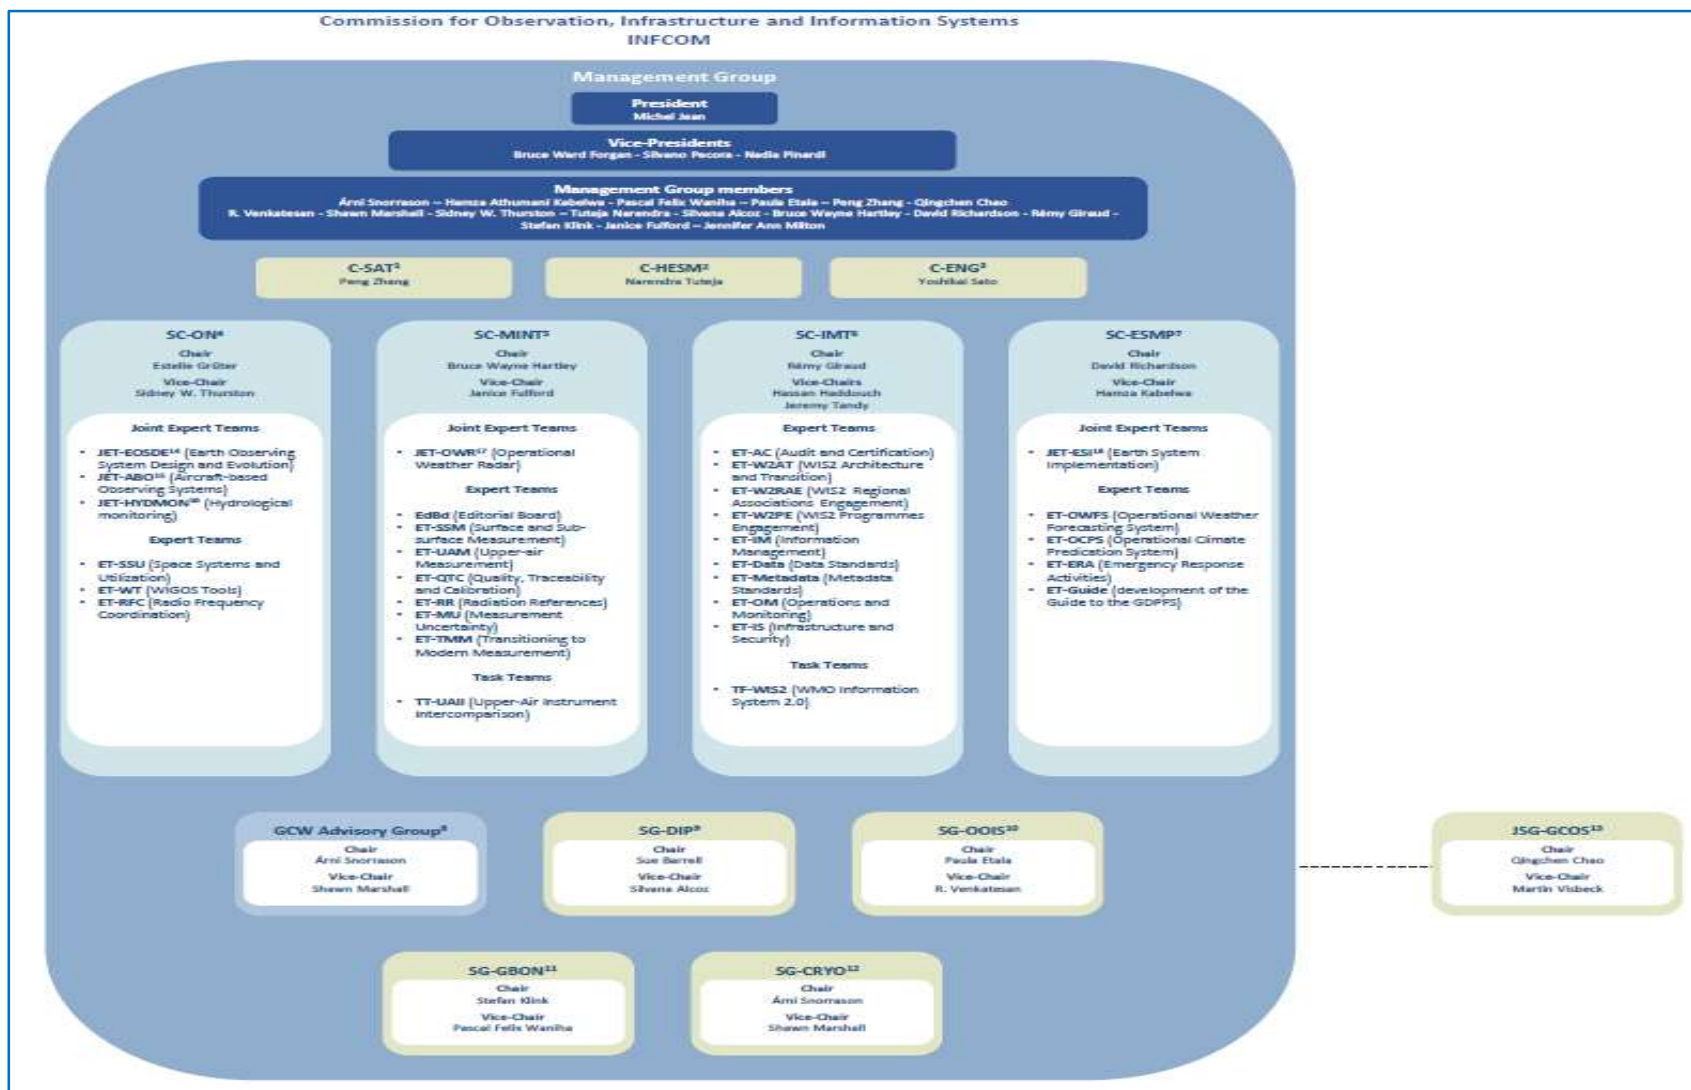 Commission for Observation, Infrastructure and Information Systems
INFCOM
Management Group
President
Michel Jean
Vice-Presidents
Bruce Ward Forgan - Silvano Pecora - Nadia Pinardi
Management Group members
Árni Snorrason – Hamza Athumani Kabelwa - Pascal Felix Waniha – Paula Etala – Peng Zhang - Qingchen Chao
R. Venkatesan - Shawn Marshall - Sidney W. Thurston – Tuteja Narendra - Silvana Alcoz - Bruce Wayne Hartley - David Richardson - Rémy Giraud -
Stefan Klink - Janice Fulford – Jennifer Ann Milton
C-SAT¹
Peng Zhang
C-HESM²
Narendra Tuteja
C-ENG³
Yoshikai Sato
SC-ON⁴
Chair
Estelle Grüter
Vice-Chair
Sidney W. Thurston
Joint Expert Teams
• JET-EOSDE¹⁴ (Earth Observing
System Design and Evolution)
• JET-ABO¹⁵ (Aircraft-based
Observing Systems)
• JET-HYDMON (Hydrological
monitoring)
Expert Teams
• ET-SSU (Space Systems and
Utilization)
• ET-WT (WIGOS Tools)
• ET-RFC (Radio Frequency
Coordination)
SC-MINT⁵
Chair
Bruce Wayne Hartley
Vice-Chair
Janice Fulford
Joint Expert Teams
• JET-OWR¹⁷ (Operational
Weather Radar)
Expert Teams
• EdBd (Editorial Board)
• ET-SSM (Surface and Sub-
surface Measurement)
• ET-UAM (Upper-air
Measurement)
• ET-QTC (Quality, Traceability
and Calibration)
• ET-RR (Radiation References)
• ET-MU (Measurement
Uncertainty)
• ET-TMM (Transitioning to
Modern Measurement)
Task Teams
• TT-UAII (Upper-Air Instrument
Intercomparison)
SC-IMT⁶
Chair
Rémy Giraud
Vice-Chairs
Hassan Haddouch
Jeremy Tandy
Expert Teams
• ET-AC (Audit and Certification)
• ET-W2AT (WIS2 Architecture
and Transition)
• ET-W2RAE (WIS2 Regional
Associations Engagement)
• ET-W2PE (WIS2 Programmes
Engagement)
• ET-IM (Information
Management)
• ET-Data (Data Standards)
• ET-Metadata (Metadata
Standards)
• ET-OM (Operations and
Monitoring)
• ET-IS (Infrastructure and
Security)
Task Teams
• TF-WIS2 (WMO Information
System 2.0)
SC-ESMP⁷
Chair
David Richardson
Vice-Chair
Hamza Kabelwa
Joint Expert Teams
• JET-ESI¹⁸ (Earth System
Implementation)
Expert Teams
• ET-OWFS (Operational Weather
Forecasting System)
• ET-OCPS (Operational Climate
Predication System)
• ET-ERA (Emergency Response
Activities)
• ET-Guide (development of the
Guide to the GDPFS)
GCW Advisory Group⁸
Chair
Árni Snorrason
Vice-Chair
Shawn Marshall
SG-DIP⁹
Chair
Sue Barrell
Vice-Chair
Silvana Alcoz
SG-OOIS¹⁰
Chair
Paula Etala
Vice-Chair
R. Venkatesan
JSG-GCOS¹³
Chair
Qingchen Chao
Vice-Chair
Martin Visbeck
SG-GBON¹¹
Chair
Stefan Klink
Vice-Chair
Pascal Felix Waniha
SG-CRYO¹²
Chair
Árni Snorrason
Vice-Chair
Shawn Marshall